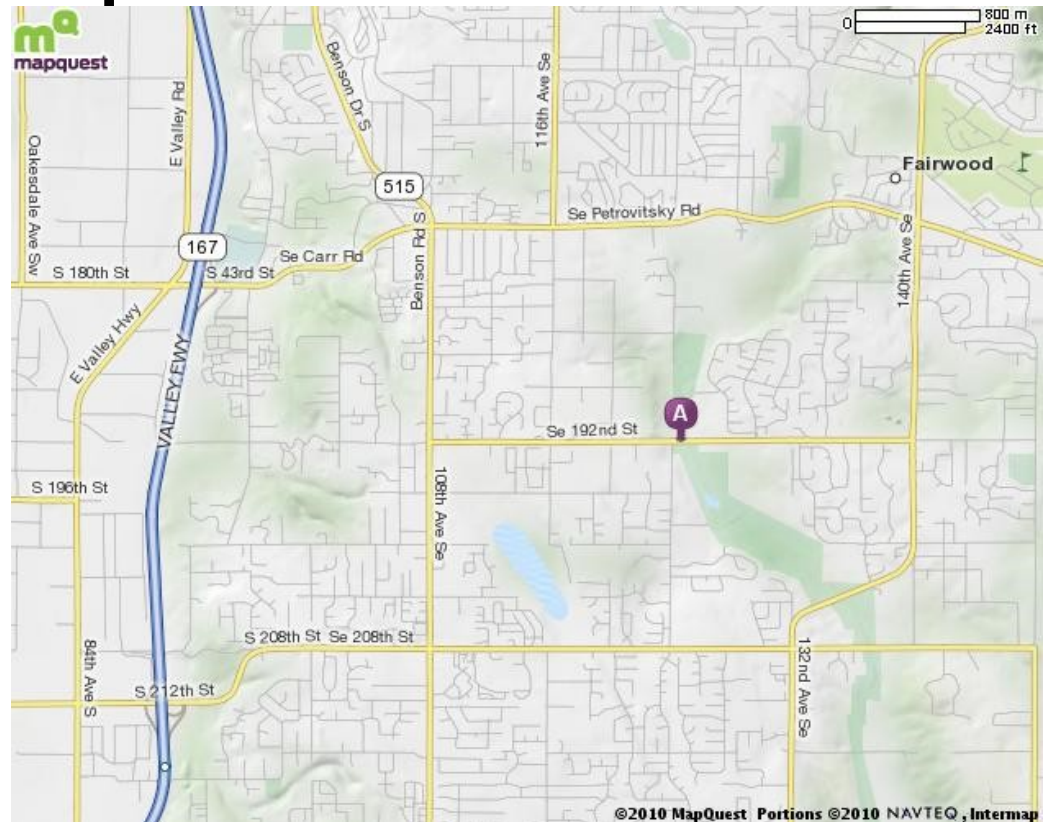 mapquest
0
800 m
2400 ft
Oakesdale Ave Sw
E Valley Rd
Benson Dr S
116th Ave Se
Fairwood
515
Se Petrovitsky Rd
167
Se Carr Rd
S 180th St
S 43rd St
Benson Rd S
140th Ave Se
E Valley Hwy
VALLEY FWY
A
Se 192nd St
S 196th St
108th Ave Se
S 208th St Se 208th St
84th Ave S
132nd Ave Se
S 212th St
©2010 MapQuest Portions ©2010 NAVTEQ, Intermap